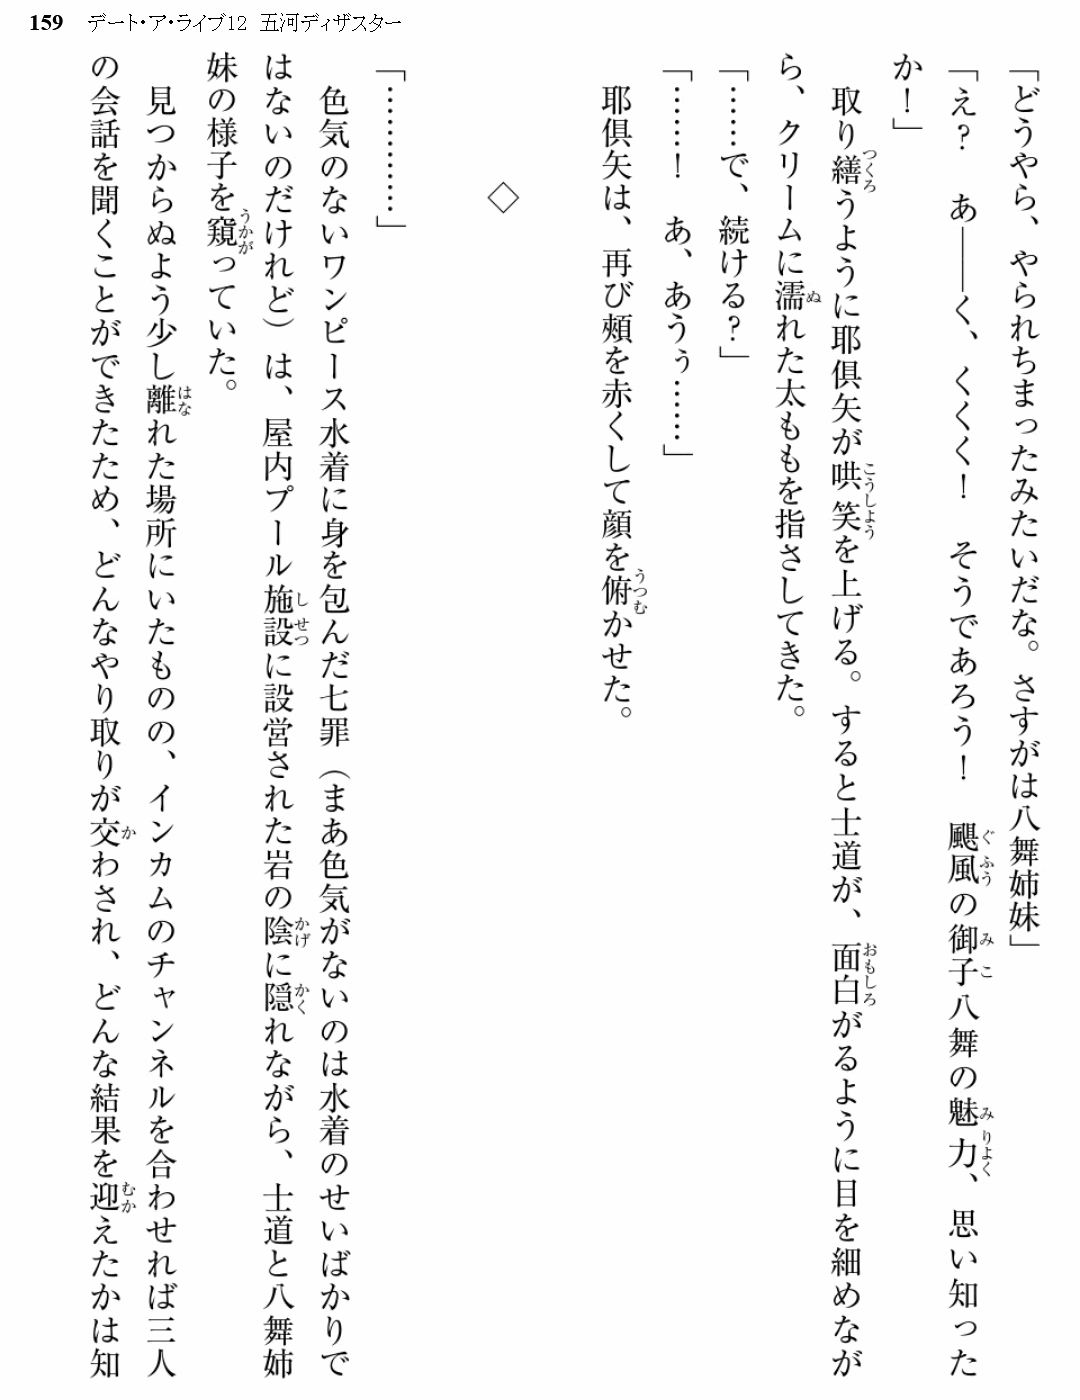 159 デート・ア・ライブ12 五河ディザスター
「どうやら、やられちまったみたいだな。さすがは八舞姉妹」
「え？　あ――く、くくく！　そうであろう！　颶風の御子八舞の魅力、思い知った
か！」
　取り繕うように耶倶矢が哄笑を上げる。すると士道が、面白がるように目を細めなが
ら、クリームに濡れた太ももを指さしてきた。
「……で、続ける？」
「……！　あ、あうぅ……」
　耶倶矢は、再び頰を赤くして顔を俯かせた。
◇
「…………」
　色気のないワンピース水着に身を包んだ七罪（まあ色気がないのは水着のせいばかりで
はないのだけれど）は、屋内プール施設に設営された岩の陰に隠れながら、士道と八舞姉
妹の様子を窺っていた。
　見つからぬよう少し離れた場所にいたものの、インカムのチャンネルを合わせれば三人
の会話を聞くことができたため、どんなやり取りが交わされ、どんな結果を迎えたかは知